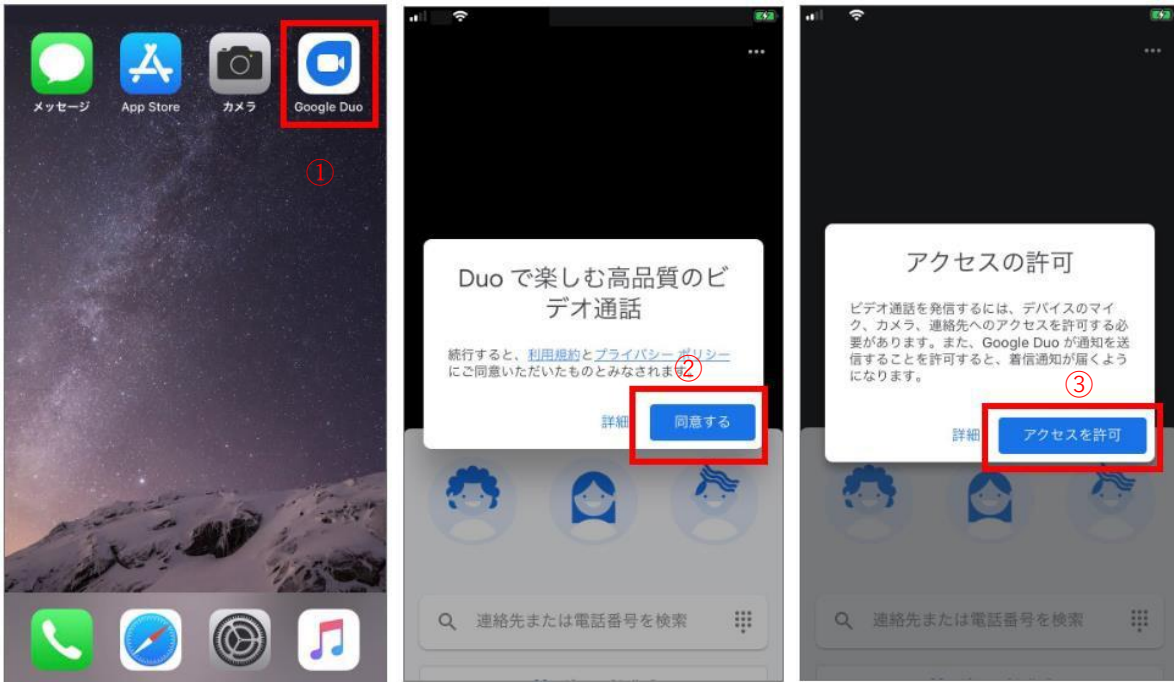 メッセージ
App Store
カメラ
Google Duo
①
Duo で楽しむ高品質のビ
デオ通話
続行すると、利用規約とプライバシー ポリシー
にご同意いただいたものとみなされます。
②
詳細
同意する
連絡先または電話番号を検索
アクセスの許可
ビデオ通話を発信するには、デバイスのマイ
ク、カメラ、連絡先へのアクセスを許可する必
要があります。また、Google Duo が通知を送
信することを許可すると、着信通知が届くよう
になります。
③
詳細
アクセスを許可
連絡先または電話番号を検索